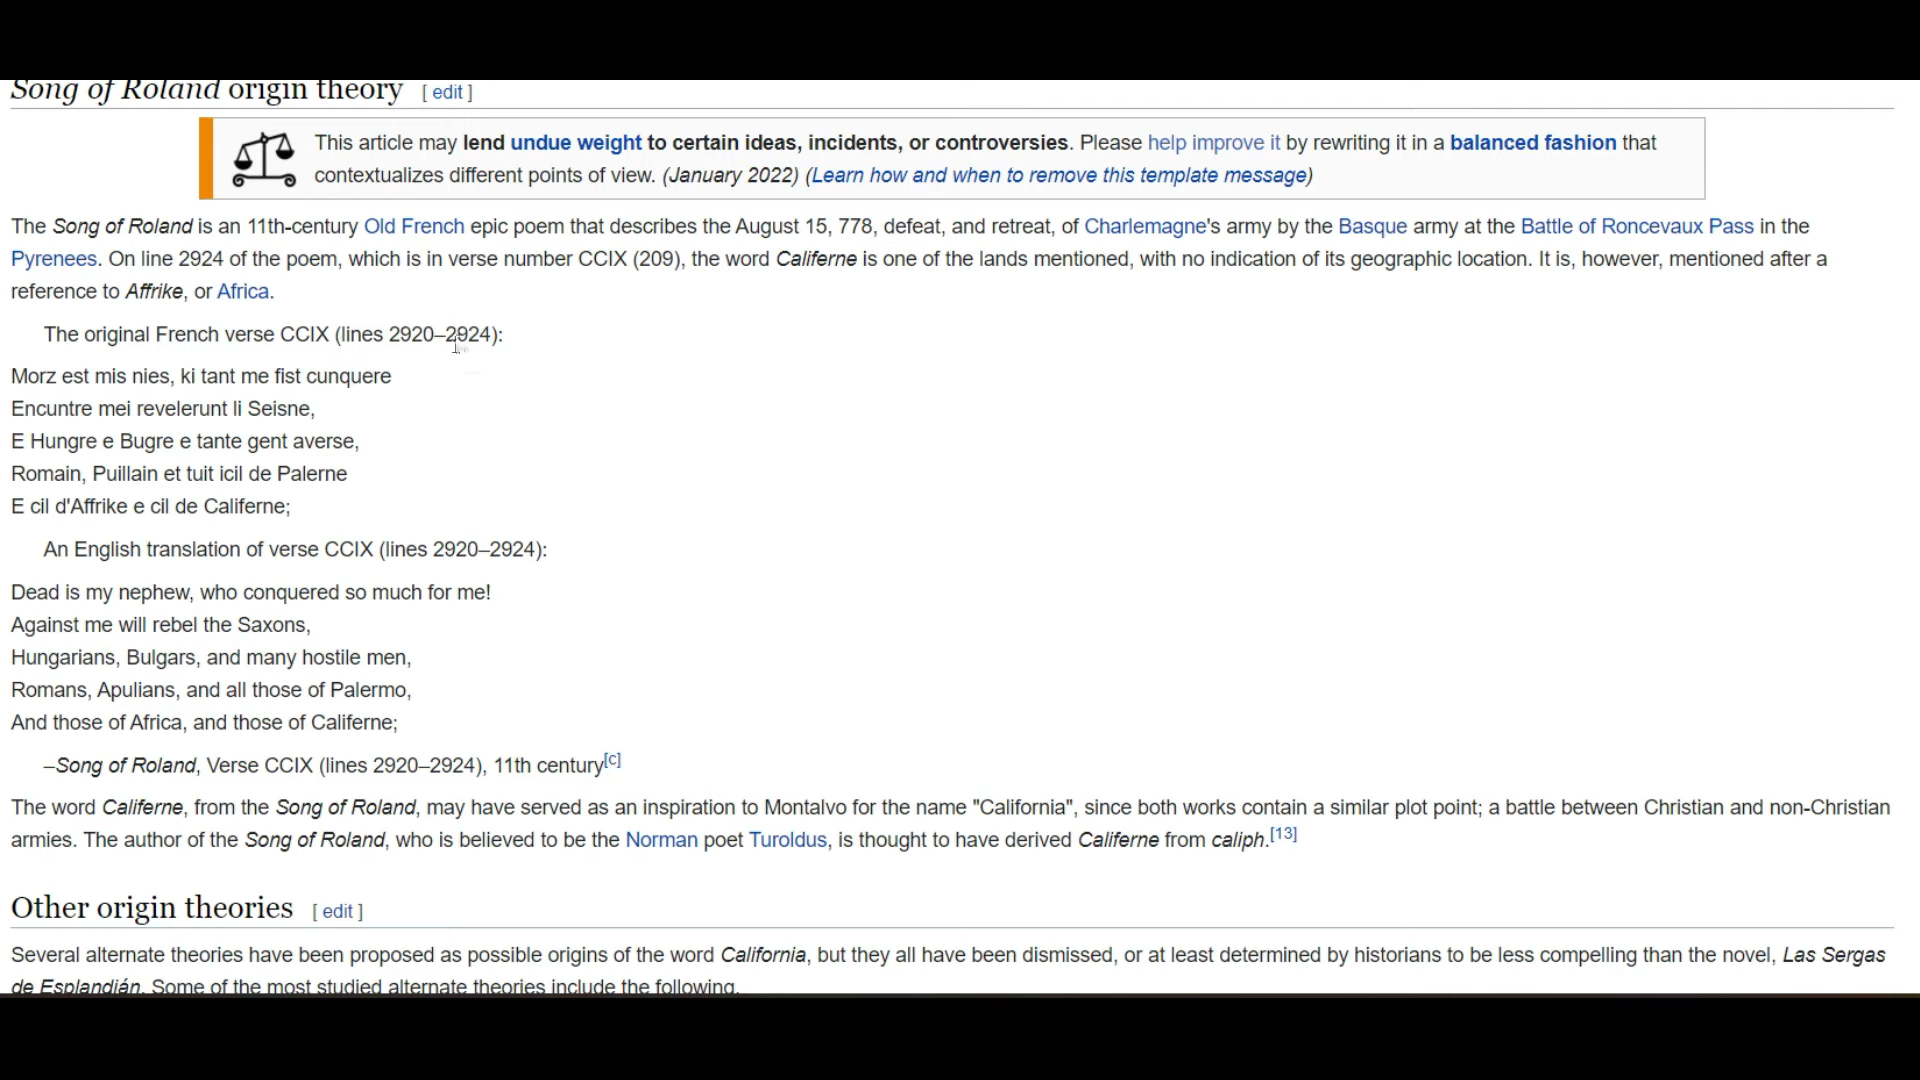 Song of Roland origin theory [ edit ]
This article may lend undue weight to certain ideas, incidents, or controversies. Please help improve it by rewriting it in a balanced fashion that
contextualizes different points of view. (January 2022) (Learn how and when to remove this template message)
The Song of Roland is an 11th-century Old French epic poem that describes the August 15, 778, defeat, and retreat, of Charlemagne's army by the Basque army at the Battle of Roncevaux Pass in the
Pyrenees. On line 2924 of the poem, which is in verse number CCIX (209), the word Califerne is one of the lands mentioned, with no indication of its geographic location. It is, however, mentioned after a
reference to Affrike, or Africa.
The original French verse CCIX (lines 2920–2924):
Morz est mis nies, ki tant me fist cunquere
Encuntre mei revelerunt li Seisne,
E Hungre e Bugre e tante gent averse,
Romain, Puillain et tuit icil de Palerne
E cil d'Affrike e cil de Califerne;
An English translation of verse CCIX (lines 2920–2924):
Dead is my nephew, who conquered so much for me!
Against me will rebel the Saxons,
Hungarians, Bulgars, and many hostile men,
Romans, Apulians, and all those of Palermo,
And those of Africa, and those of Califerne;
–Song of Roland, Verse CCIX (lines 2920–2924), 11th century[c]
The word Califerne, from the Song of Roland, may have served as an inspiration to Montalvo for the name "California", since both works contain a similar plot point; a battle between Christian and non-Christian
armies. The author of the Song of Roland, who is believed to be the Norman poet Turoldus, is thought to have derived Califerne from caliph.[13]
Other origin theories [ edit ]
Several alternate theories have been proposed as possible origins of the word California, but they all have been dismissed, or at least determined by historians to be less compelling than the novel, Las Sergas
de Esplandián. Some of the most studied alternate theories include the following.